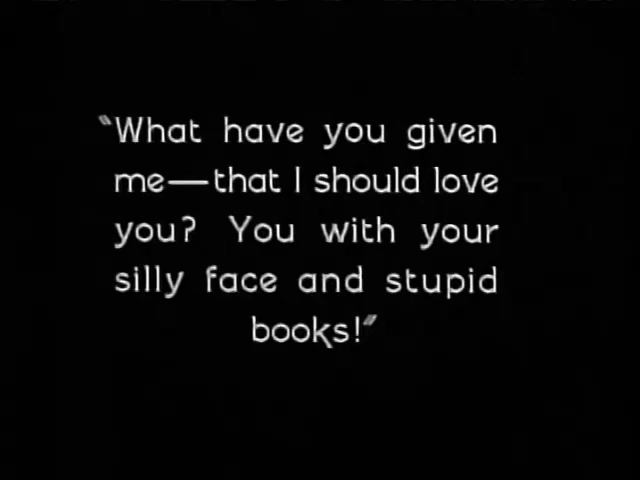 "What have you given
me—that I should love
you? You with your
silly face and stupid
books!"